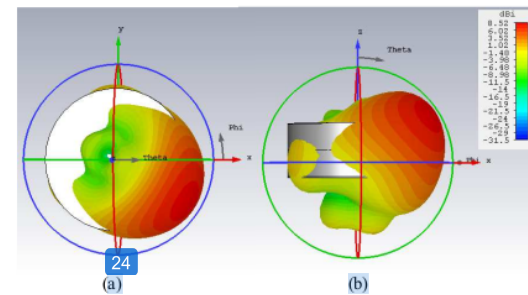 y
Phi
Theta
x
24
(a)
z
Theta
Phi
x
(b)
dBi
8.52
6.02
3.52
1.02
-1.48
-3.98
-6.48
-8.98
-11.5
-14
-16.5
-19
-21.5
-24
-26.5
-29
-31.5